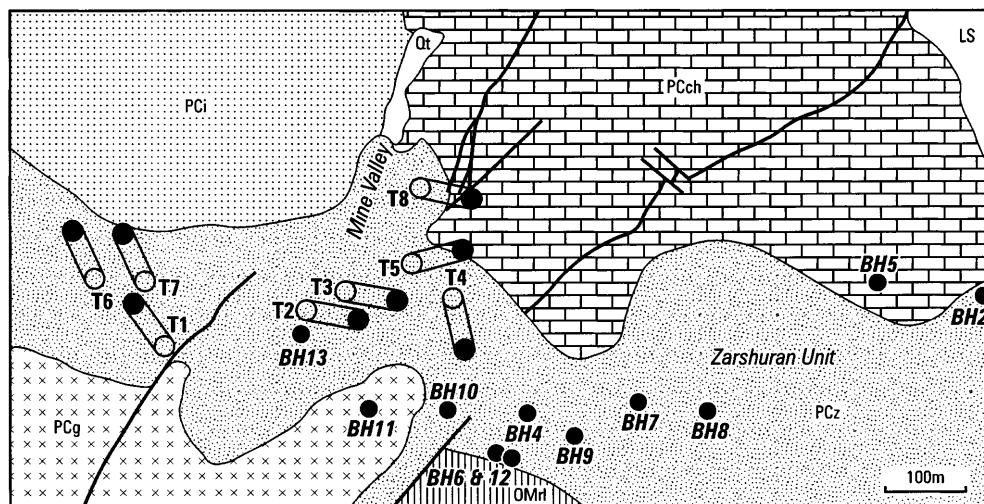 Qt
LS
PCi
PCch
Mine Valley
T8
T5
T4
T3
T2
T6
T7
T1
BH5
BH2
BH13
Zarshuran Unit
BH10
BH11
BH4
BH9
BH7
BH8
PCz
PCg
BH6 & 12
OMrl
100m